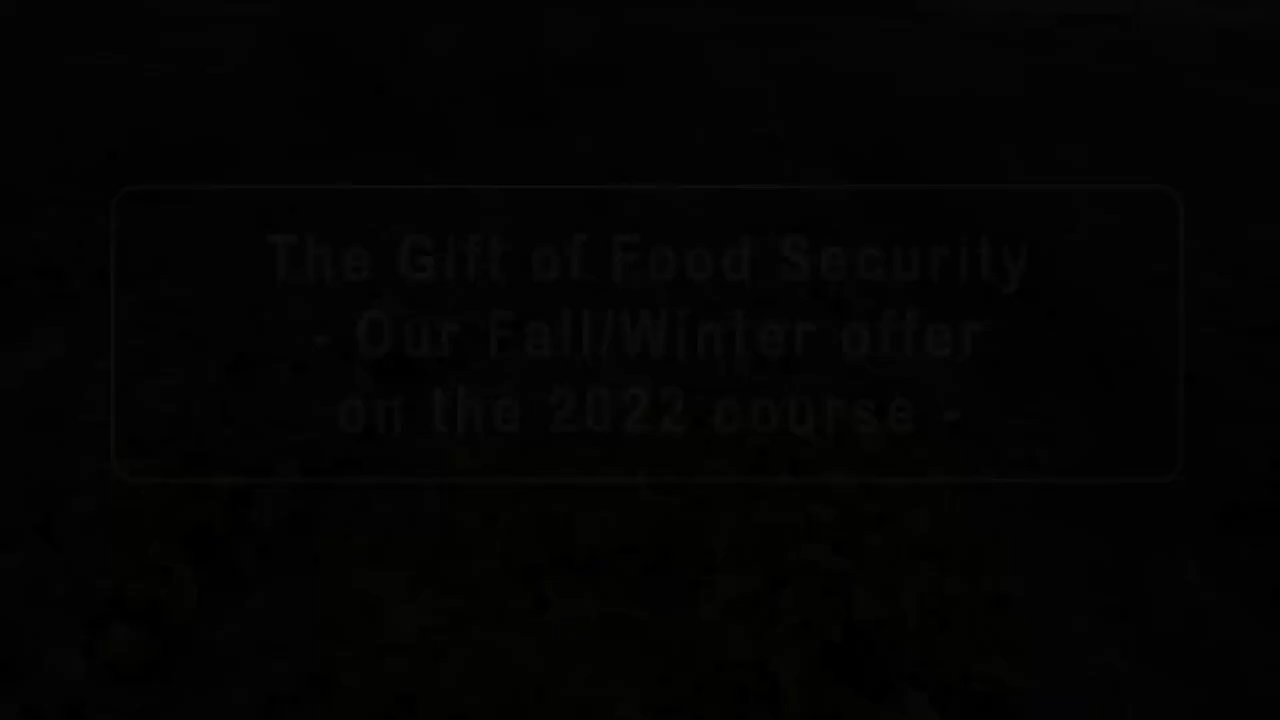 The Gift of Food Security
- Our Fall/Winter offer
on the 2022 course -